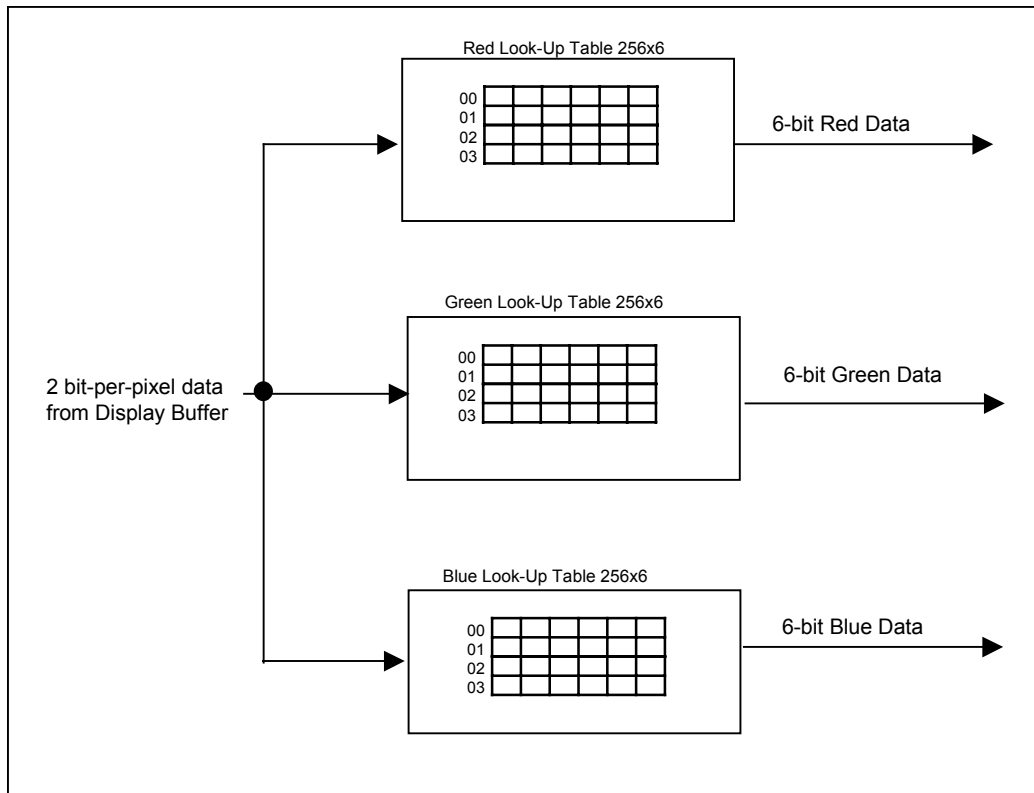 Red Look-Up Table 256x6
00
01
02
03
6-bit Red Data
Green Look-Up Table 256x6
00
01
02
03
6-bit Green Data
2 bit-per-pixel data
from Display Buffer
Blue Look-Up Table 256x6
00
01
02
03
6-bit Blue Data